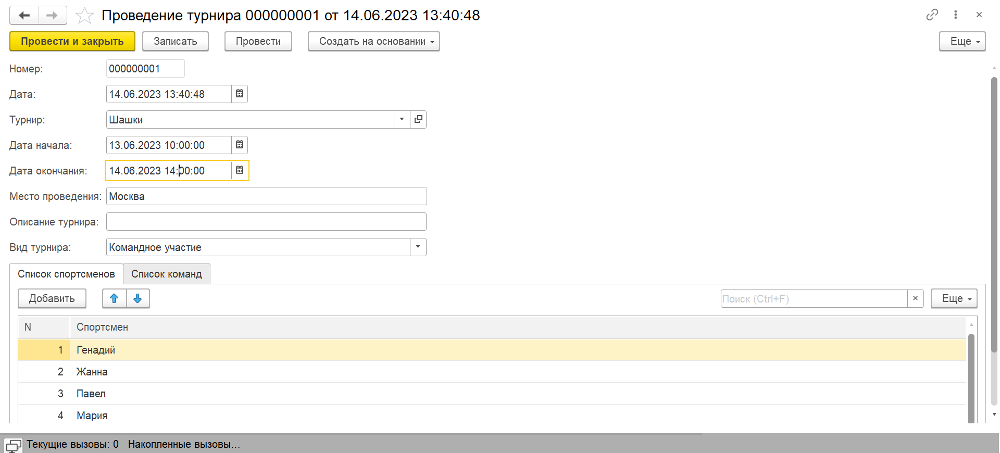 Проведение турнира 000000001 от 14.06.2023 13:40:48
Провести и закрыть Записать Провести Создать на основании Еще
Номер: 000000001
Дата: 14.06.2023 13:40:48
Турнир: Шашки
Дата начала: 13.06.2023 10:00:00
Дата окончания: 14.06.2023 14:00:00
Место проведения: Москва
Описание турнира:
Вид турнира: Командное участие
Список спортсменов Список команд
Добавить Поиск (Ctrl+F) × Еще
N Спортсмен
1 Генадий
2 Жанна
3 Павел
4 Мария
Текущие вызовы: 0 Накопленные вызовы…